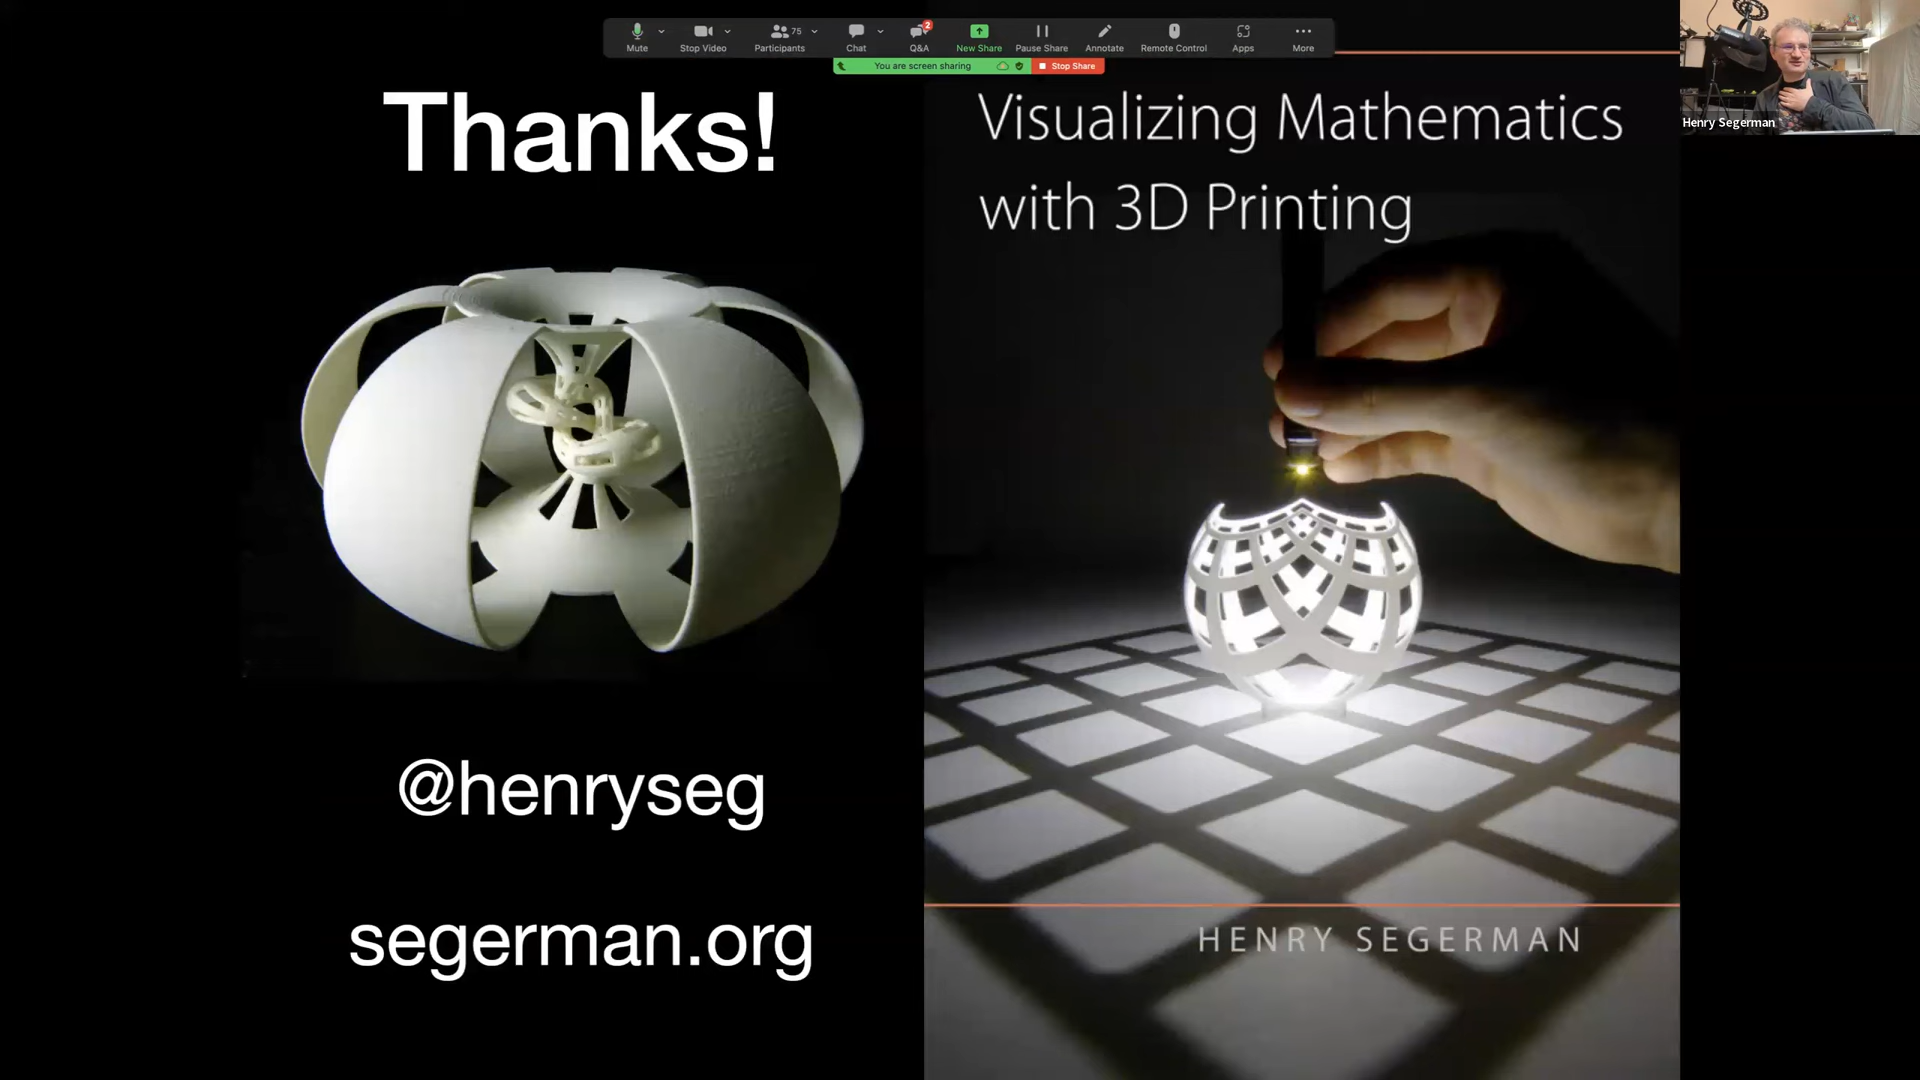 Mute
Stop Video
75
Participants
Chat
2
Q&A
New Share
Pause Share
Annotate
Remote Control
Apps
More
You are screen sharing
Stop Share
Henry Segerman
Thanks!
@henryseg
segerman.org
Visualizing Mathematics
with 3D Printing
HENRY SEGERMAN